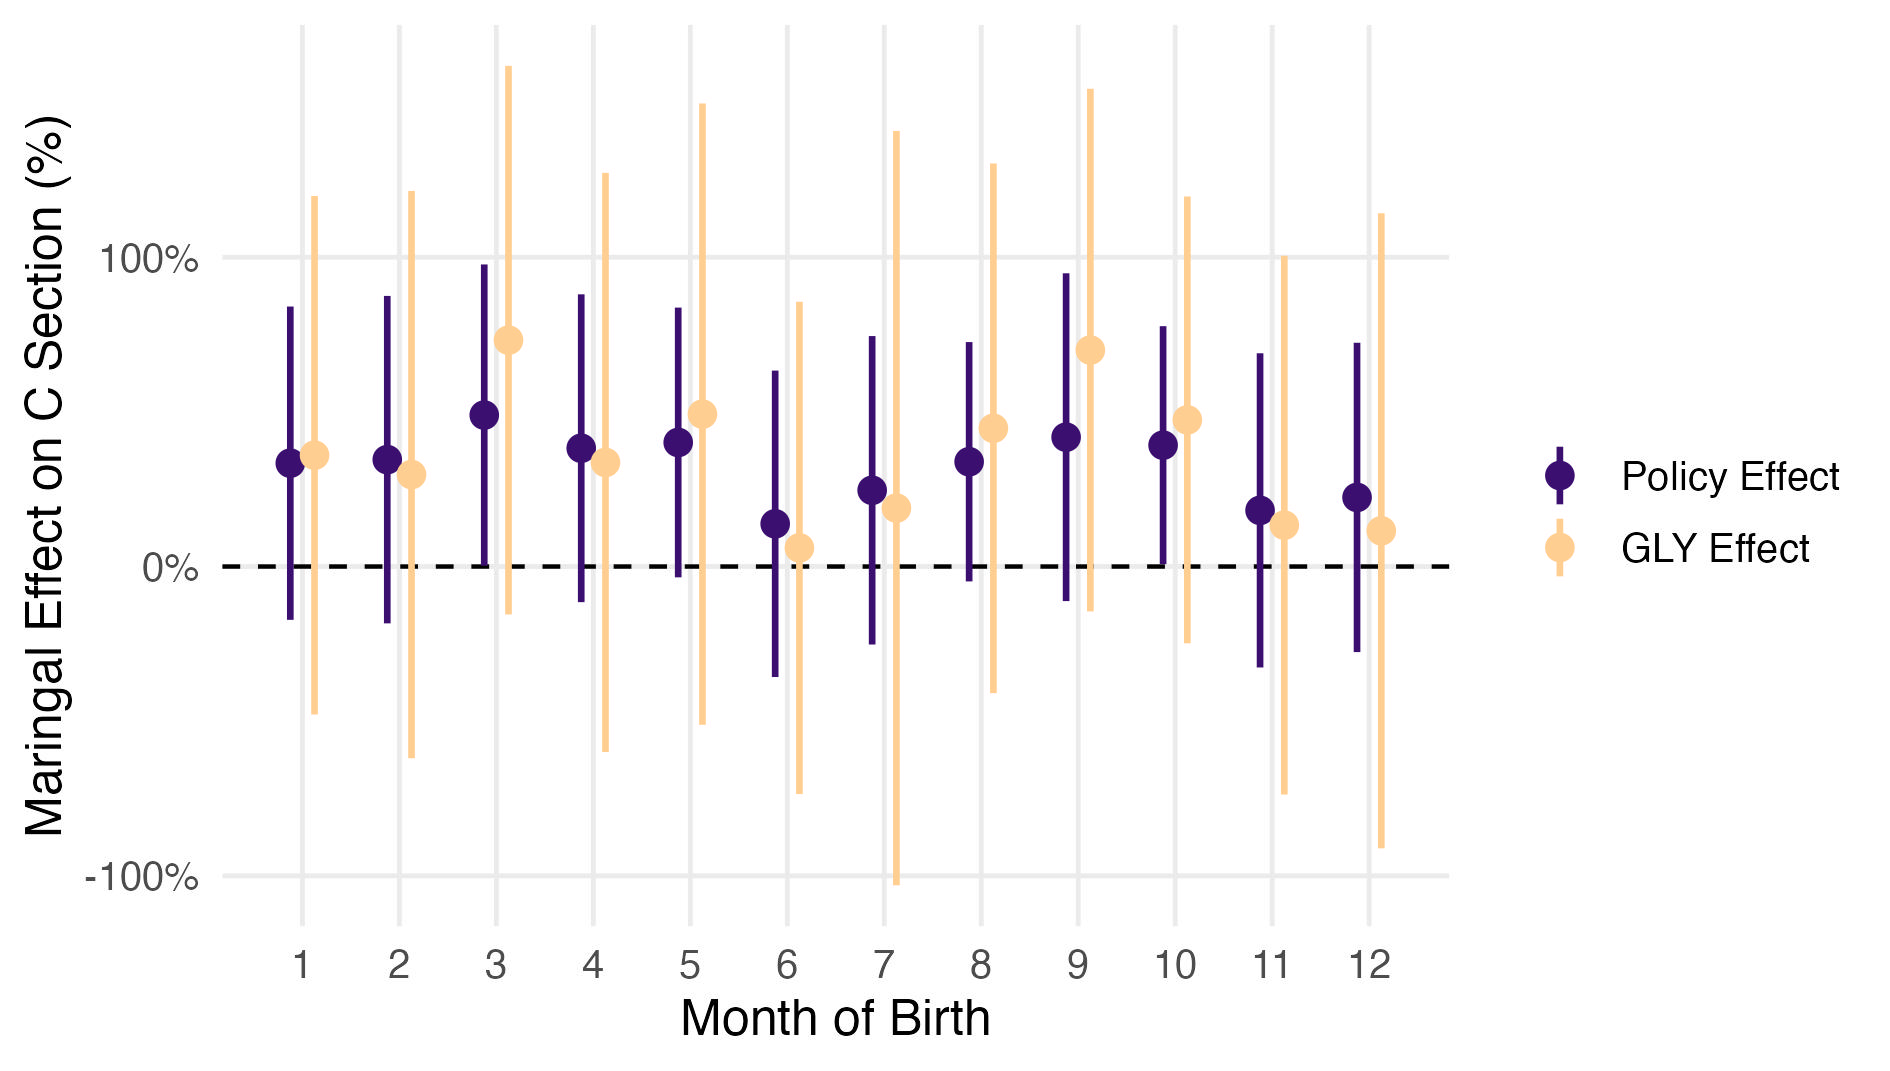 Maringal Effect on C Section (%)
100%
0%
-100%
1 2 3 4 5 6 7 8 9 10 11 12
Month of Birth
Policy Effect
GLY Effect